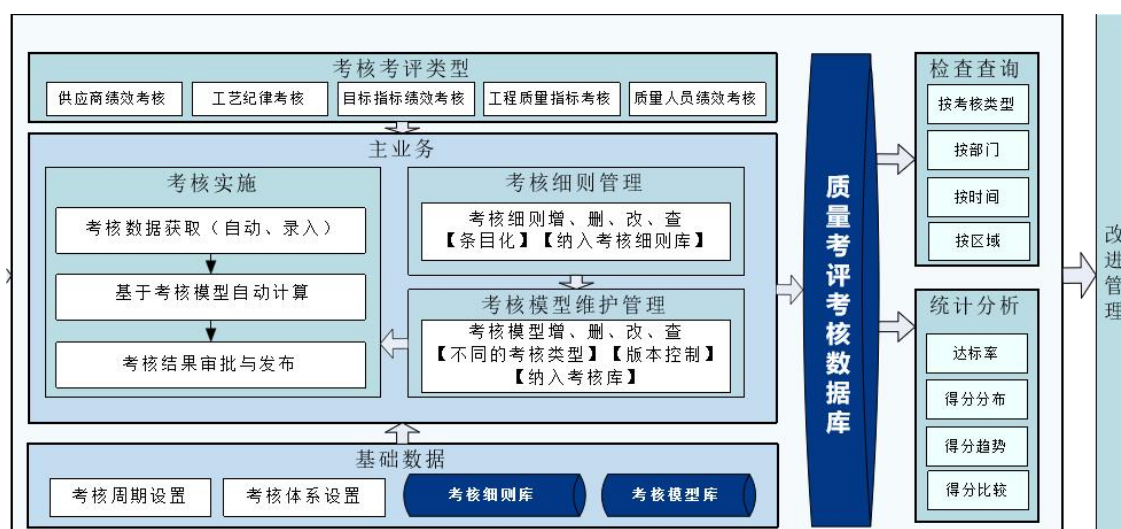 考核考评类型
供应商绩效考核
工艺纪律考核
目标指标绩效考核
工程质量指标考核
质量人员绩效考核
主业务
考核实施
考核数据获取（自动、录入）
基于考核模型自动计算
考核结果审批与发布
考核细则管理
考核细则增、删、改、查
【条目化】【纳入考核细则库】
考核模型维护管理
考核模型增、删、改、查
【不同的考核类型】【版本控制】
【纳入考核库】
基础数据
考核周期设置
考核体系设置
考核细则库
考核模型库
质量考评考核数据库
检查查询
按考核类型
按部门
按时间
按区域
统计分析
达标率
得分分布
得分趋势
得分比较
改进管理